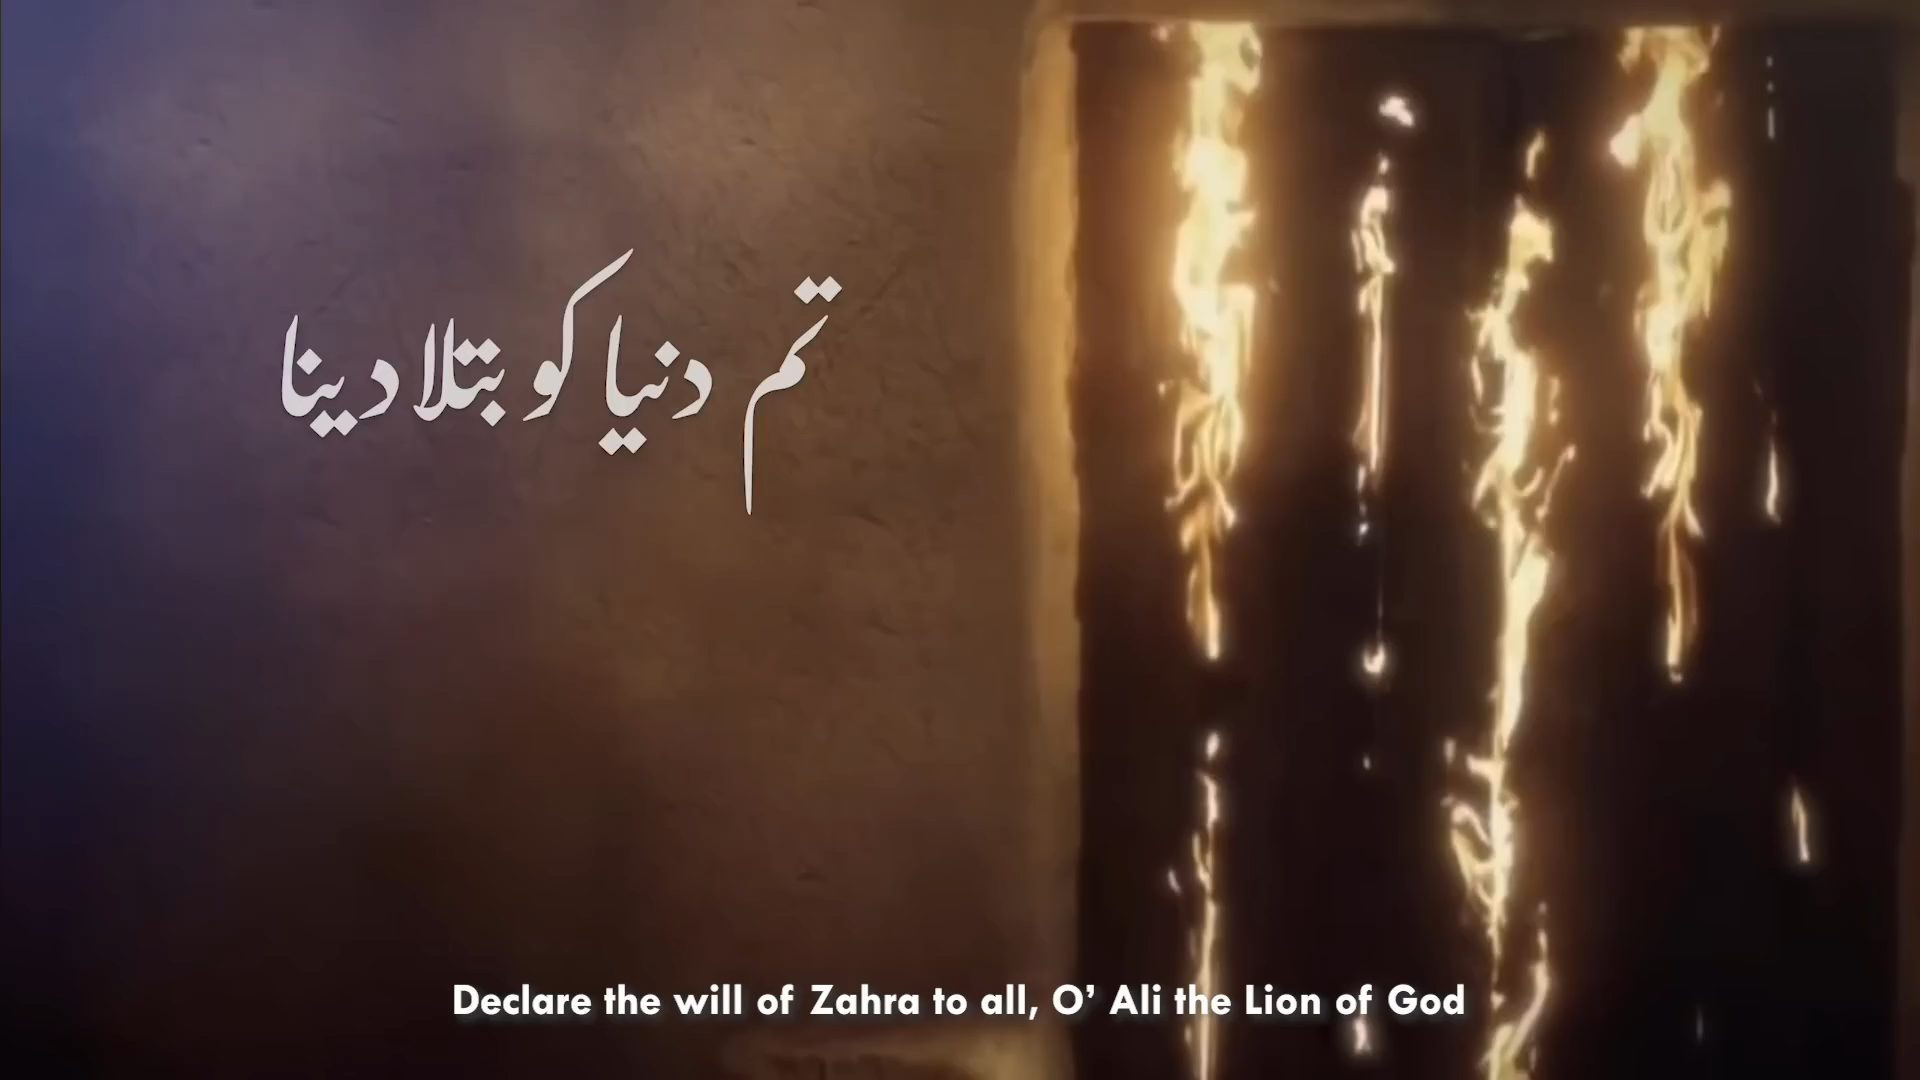 تم دنیا کو بتلا دینا
Declare the will of Zahra to all, O’ Ali the Lion of God